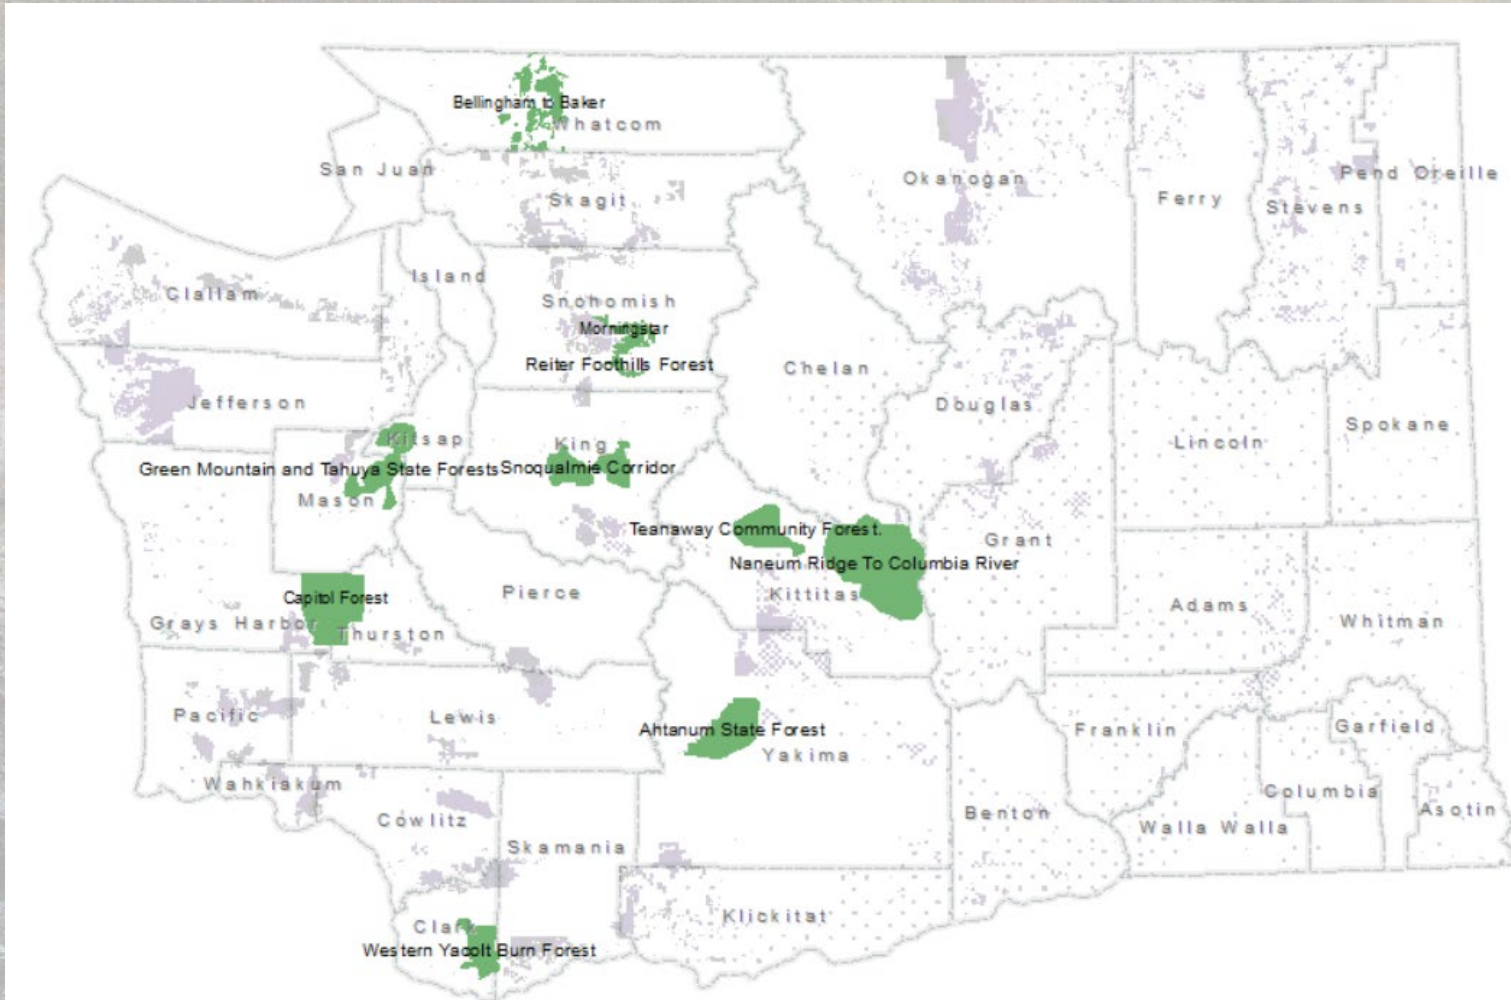 Bellingham to Baker
Whatcom
San Juan
Skagit
Okanogan
Ferry
Stevens
Pend Oreille
Clallam
Island
Snohomish
Morningstar
Reiter Foothills Forest
Chelan
Jefferson
Kitsap
King
Douglas
Lincoln
Spokane
Green Mountain and Tahuya State Forests
Snoqualmie Corridor
Mason
Teanaway Community Forest.
Naneum Ridge To Columbia River
Grant
Kittitas
Capitol Forest
Pierce
Grays Harbor
Thurston
Adams
Whitman
Pacific
Lewis
Ahtanum State Forest
Yakima
Franklin
Garfield
Wahkiakum
Cowlitz
Skamania
Benton
Columbia
Walla Walla
Asotin
Clark
Klickitat
Western Yacolt Burn Forest